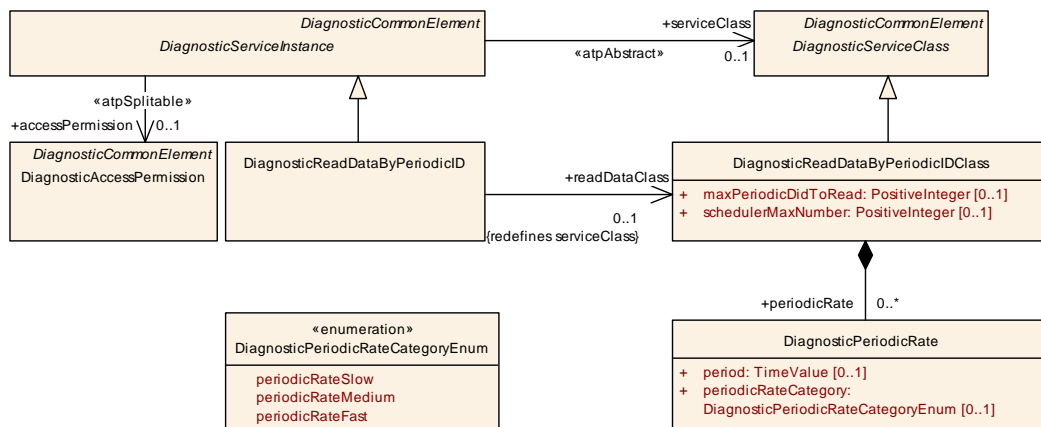 DiagnosticCommonElement
DiagnosticServiceInstance
+serviceClass
«atpAbstract»
0..1
DiagnosticCommonElement
DiagnosticServiceClass
«atpSplitable»
+accessPermission
0..1
DiagnosticCommonElement
DiagnosticAccessPermission
DiagnosticReadDataByPeriodicID
+readDataClass
0..1
{redefines serviceClass}
DiagnosticReadDataByPeriodicIDClass
+ maxPeriodicDidToRead: PositiveInteger [0..1]
+ schedulerMaxNumber: PositiveInteger [0..1]
+periodicRate
0..*
«enumeration»
DiagnosticPeriodicRateCategoryEnum
periodicRateSlow
periodicRateMedium
periodicRateFast
DiagnosticPeriodicRate
+ period: TimeValue [0..1]
+ periodicRateCategory:
DiagnosticPeriodicRateCategoryEnum [0..1]